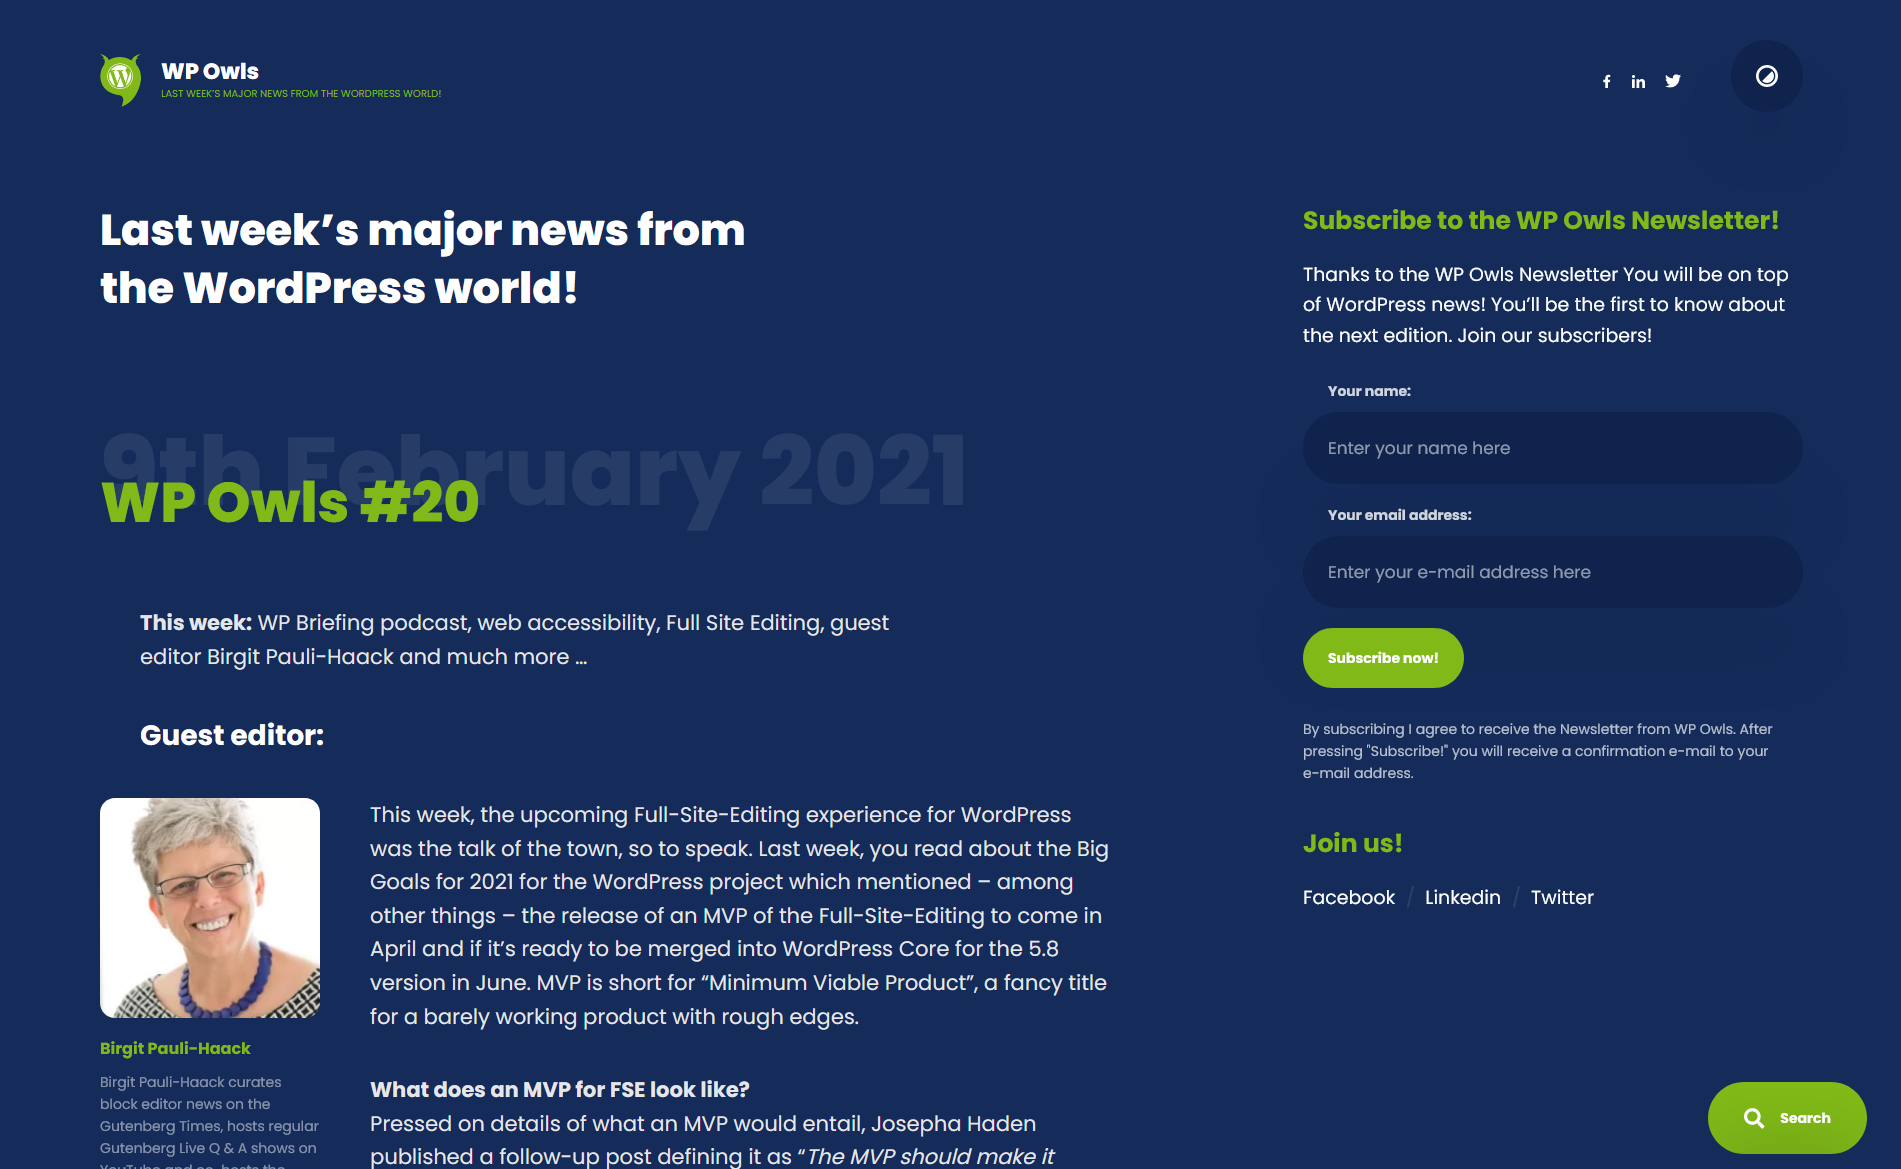 WP Owls
LAST WEEK'S MAJOR NEWS FROM THE WORDPRESS WORLD!
Last week’s major news from
the WordPress world!
9th February 2021
WP Owls #20
This week: WP Briefing podcast, web accessibility, Full Site Editing, guest
editor Birgit Pauli-Haack and much more ...
Guest editor:
Birgit Pauli-Haack
Birgit Pauli-Haack curates
block editor news on the
Gutenberg Times, hosts regular
Gutenberg Live Q & A shows on
YouTube and co-hosts the
This week, the upcoming Full-Site-Editing experience for WordPress
was the talk of the town, so to speak. Last week, you read about the Big
Goals for 2021 for the WordPress project which mentioned – among
other things – the release of an MVP of the Full-Site-Editing to come in
April and if it’s ready to be merged into WordPress Core for the 5.8
version in June. MVP is short for “Minimum Viable Product”, a fancy title
for a barely working product with rough edges.
What does an MVP for FSE look like?
Pressed on details of what an MVP would entail, Josepha Haden
published a follow-up post defining it as “The MVP should make it
Subscribe to the WP Owls Newsletter!
Thanks to the WP Owls Newsletter You will be on top
of WordPress news! You’ll be the first to know about
the next edition. Join our subscribers!
Your name:
Enter your name here
Your email address:
Enter your e-mail address here
Subscribe now!
By subscribing I agree to receive the Newsletter from WP Owls. After
pressing "Subscribe!" you will receive a confirmation e-mail to your
e-mail address.
Join us!
Facebook / Linkedin / Twitter
Search